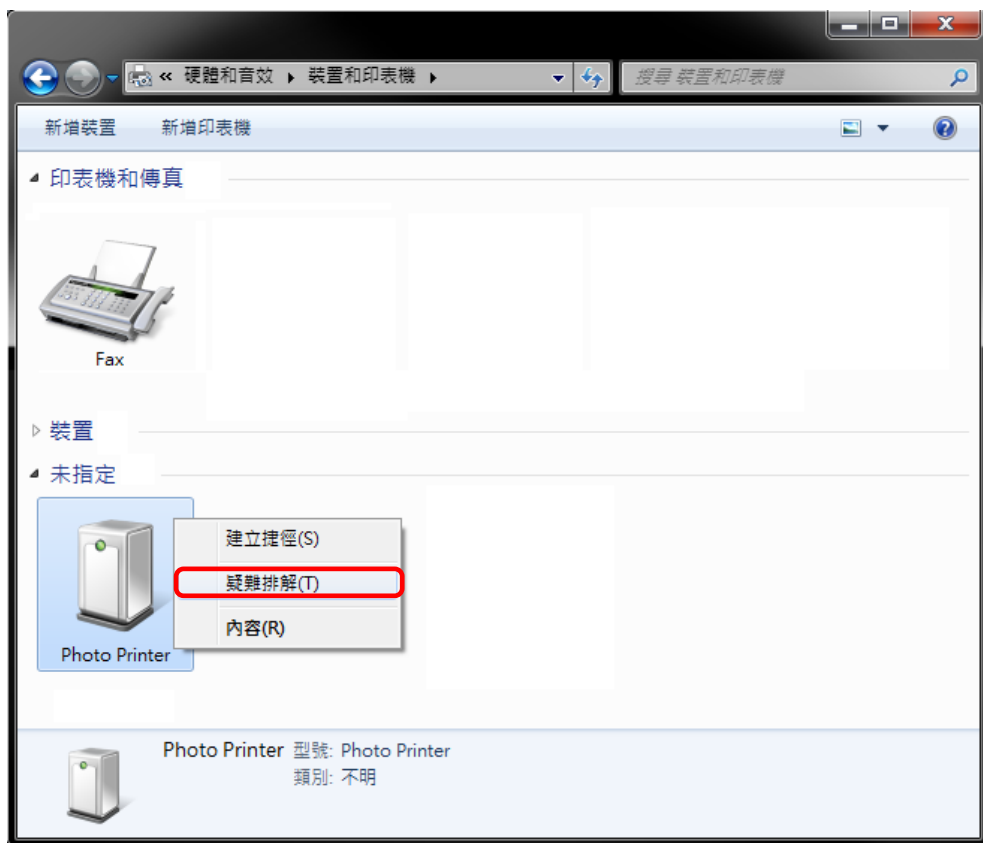 « 硬體和音效 ▸ 裝置和印表機 ▸
搜尋 裝置和印表機
新增裝置 新增印表機
印表機和傳真
Fax
裝置
未指定
建立捷徑(S)
疑難排解(T)
內容(R)
Photo Printer
Photo Printer 型號: Photo Printer
類別: 不明